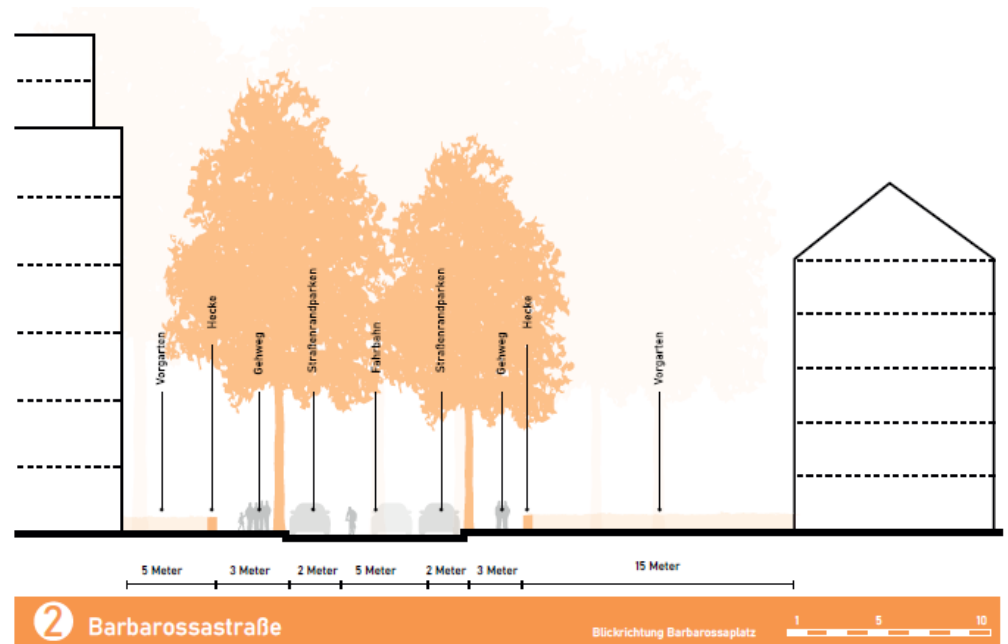 Vorgarten
Hecke
Gehweg
Straßenrandparken
Fahrbahn
Straßenrandparken
Gehweg
Hecke
Vorgarten
5 Meter
3 Meter
2 Meter
5 Meter
2 Meter
3 Meter
15 Meter
2 Barbarossastraße
Blickrichtung Barbarossaplatz
1 5 10